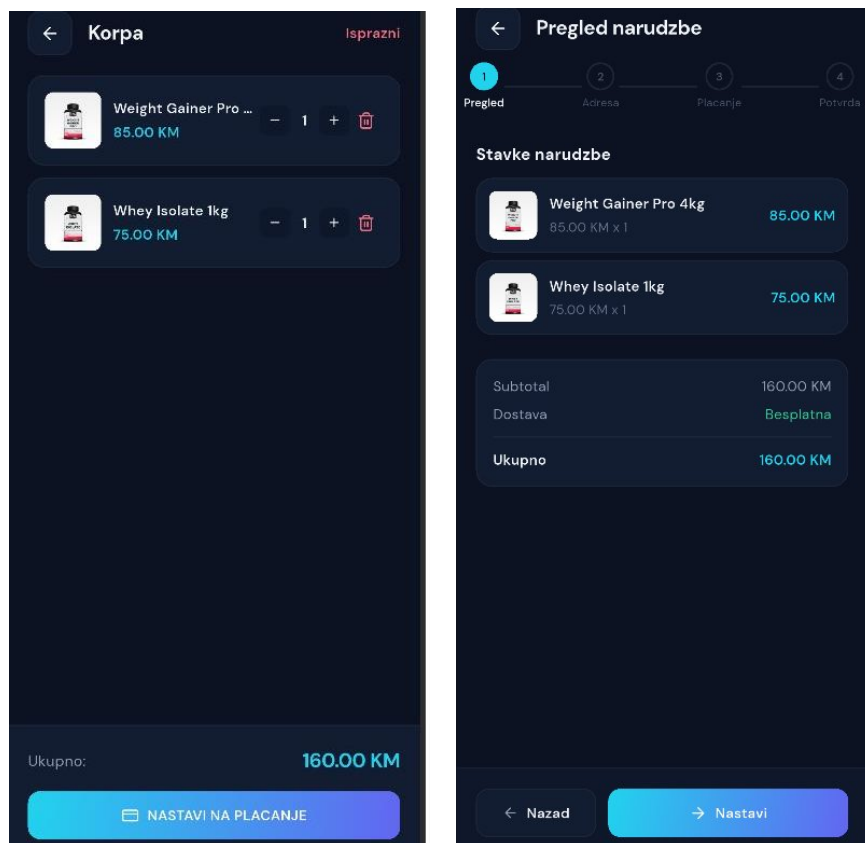 Korpa
Isprazni
Weight Gainer Pro ...
85.00 KM
1
Whey Isolate 1kg
75.00 KM
1
Ukupno:
160.00 KM
NASTAVI NA PLACANJE
Pregled narudzbe
1
2
3
4
Pregled
Adresa
Placanje
Potvrda
Stavke narudzbe
Weight Gainer Pro 4kg
85.00 KM x 1
85.00 KM
Whey Isolate 1kg
75.00 KM x 1
75.00 KM
Subtotal
160.00 KM
Dostava
Besplatna
Ukupno
160.00 KM
Nazad
Nastavi